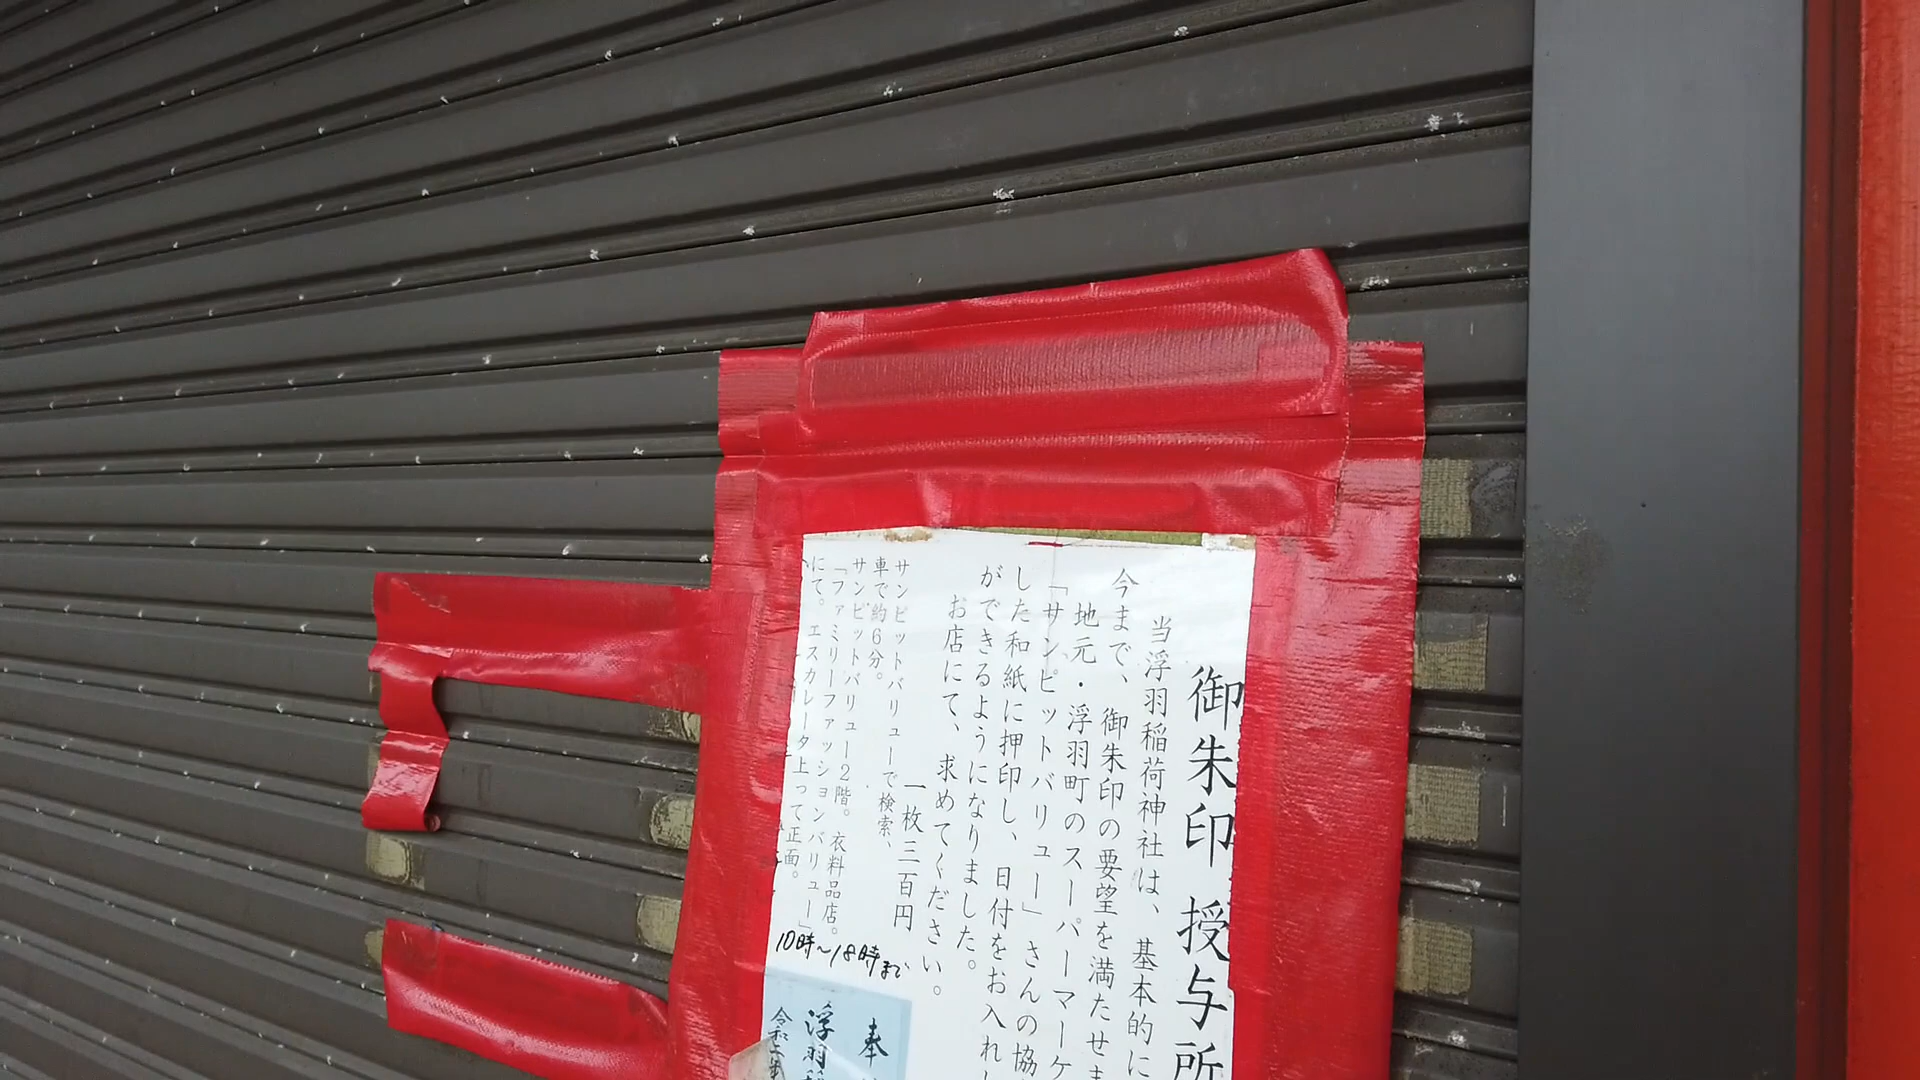 御朱印 授与所
当浮羽稲荷神社は、基本的に
今まで、御朱印の要望を満たせま
地元・浮羽町のスーパーマーケ
「サンピットバリュー」さんの協
した和紙に押印し、日付をお入れし
ができるようになりました。
お店にて、求めてください。
一枚三百円
サンピットバリューで検索、
車で約6分。
サンピットバリュー2階。衣料品店。
「ファミリーファッションバリュー」
にて。エスカレータ上って正面。
10時~18時まで
奉
浮羽
令和二年